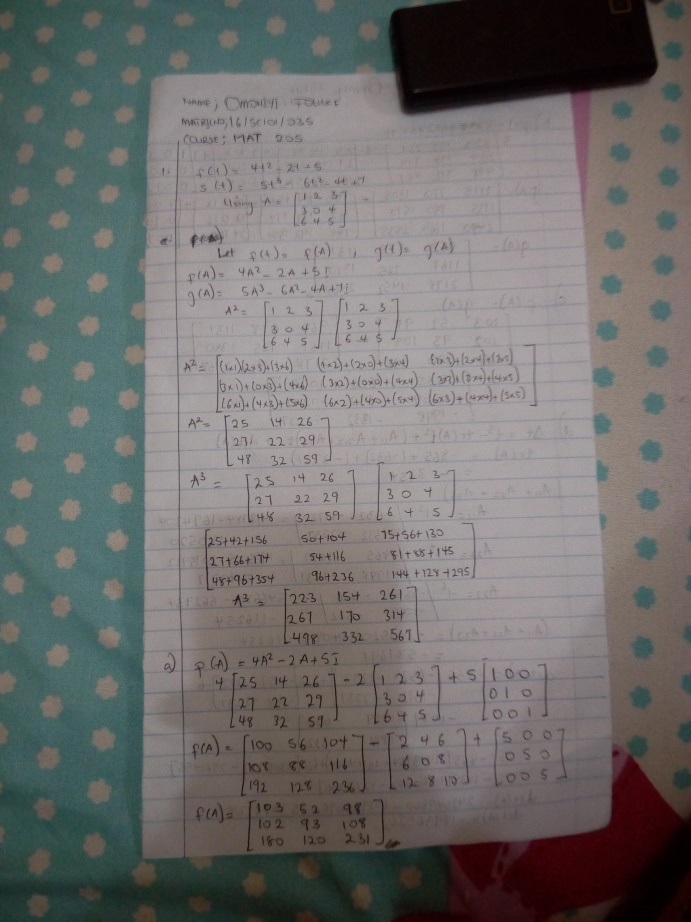 NAME; Omoniyi Folake
MATRIC NO; 16/SCI01/035
COURSE; MAT 205
1. f(t) = 4t² - 2t + 5
g(t) = 5t³ - 6t² - 4t + 7
Using A = [1 2 3
3 0 4
6 4 5]
Let f(t) = f(A), g(t) = g(A)
f(A) = 4A² - 2A + 5I
g(A) = 5A³ - 6A² - 4A + 7I
A² = [1 2 3] [1 2 3]
[3 0 4] [3 0 4]
[6 4 5] [6 4 5]
A² = [(1x1)(2x3)+(3x6) (1x2)+(2x0)+(3x4) (1x3)+(2x4)+(3x5)
(3x1)+(0x3)+(4x6) (3x2)+(0x0)+(4x4) (3x3)+(0x4)+(4x5)
(6x1)+(4x3)+(5x6) (6x2)+(4x0)+(5x4) (6x3)+(4x4)+(5x5)]
A² = [25 14 26
27 22 29
48 32 59]
A³ = [25 14 26] [1 2 3]
[27 22 29] [3 0 4]
[48 32 59] [6 4 5]
[25+42+156 50+104 75+56+130
27+66+174 54+116 81+88+145
48+96+354 96+236 144+128+295]
A³ = [223 154 261
267 170 314
498 332 567]
a) f(A) = 4A² - 2A + 5I
4 [25 14 26] - 2 [1 2 3] + 5 [1 0 0]
[27 22 29] [3 0 4] [0 1 0]
[48 32 59] [6 4 5] [0 0 1]
f(A) = [100 56 104] - [2 4 6] + [5 0 0]
[108 88 116] [6 0 8] [0 5 0]
[192 128 236] [12 8 10] [0 0 5]
f(A) = [103 52 98
102 93 108
180 120 231]